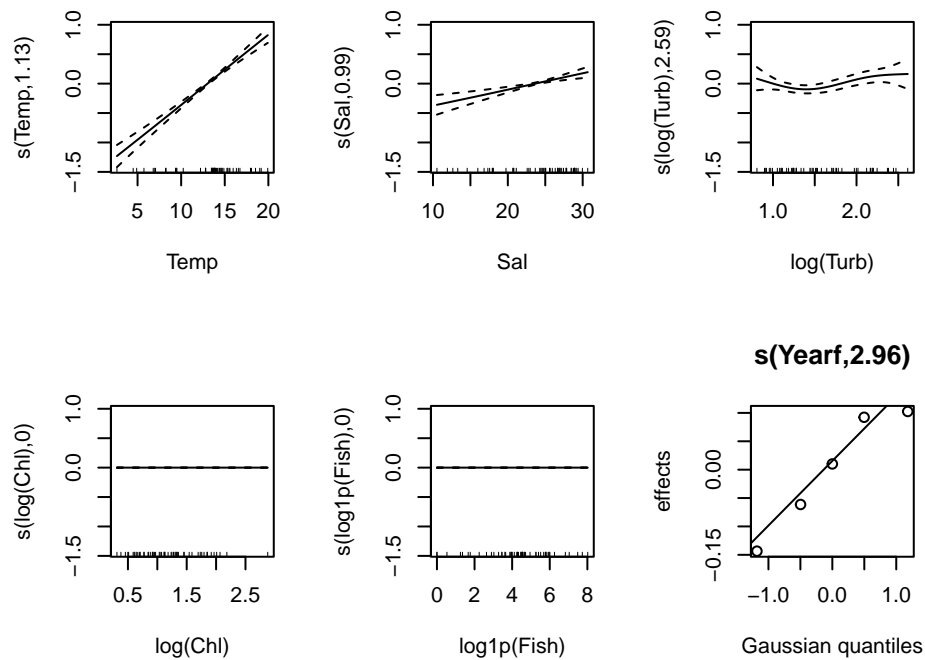 s(Temp,1.13)
1.0
0.0
−1.5
5 10 15 20
Temp
s(Sal,0.99)
1.0
0.0
−1.5
10 20 30
Sal
s(log(Turb),2.59)
1.0
0.0
−1.5
1.0 2.0
log(Turb)
s(log(Chl),0)
1.0
0.0
−1.5
0.5 1.5 2.5
log(Chl)
s(log1p(Fish),0)
1.0
0.0
−1.5
0 2 4 6 8
log1p(Fish)
s(Yearf,2.96)
effects
0.00
−0.15
−1.0 0.0 1.0
Gaussian quantiles